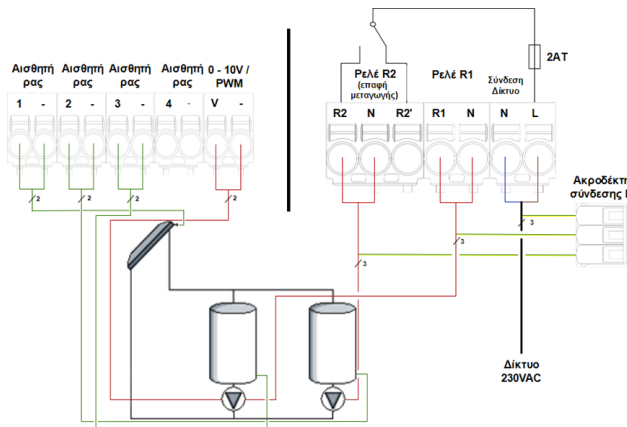 Αισθητή
ρας
Αισθητή
ρας
Αισθητή
ρας
Αισθητή
ρας
0 - 10V /
PWM
1 - 2 - 3 - 4 - V -
2 2 2 2
Ρελέ R2
(επαφή
μεταγωγής)
Ρελέ R1
Σύνδεση
Δίκτυο
2AT
R2 N R2' R1 N N L
Ακροδέκτη
σύνδεσης
3 3 3
Δίκτυο
230VAC